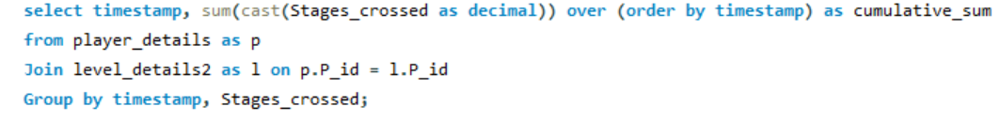 select timestamp, sum(cast(Stages_crossed as decimal)) over (order by timestamp) as cumulative_sum
from player_details as p
Join level_details2 as l on p.P_id = l.P_id
Group by timestamp, Stages_crossed;